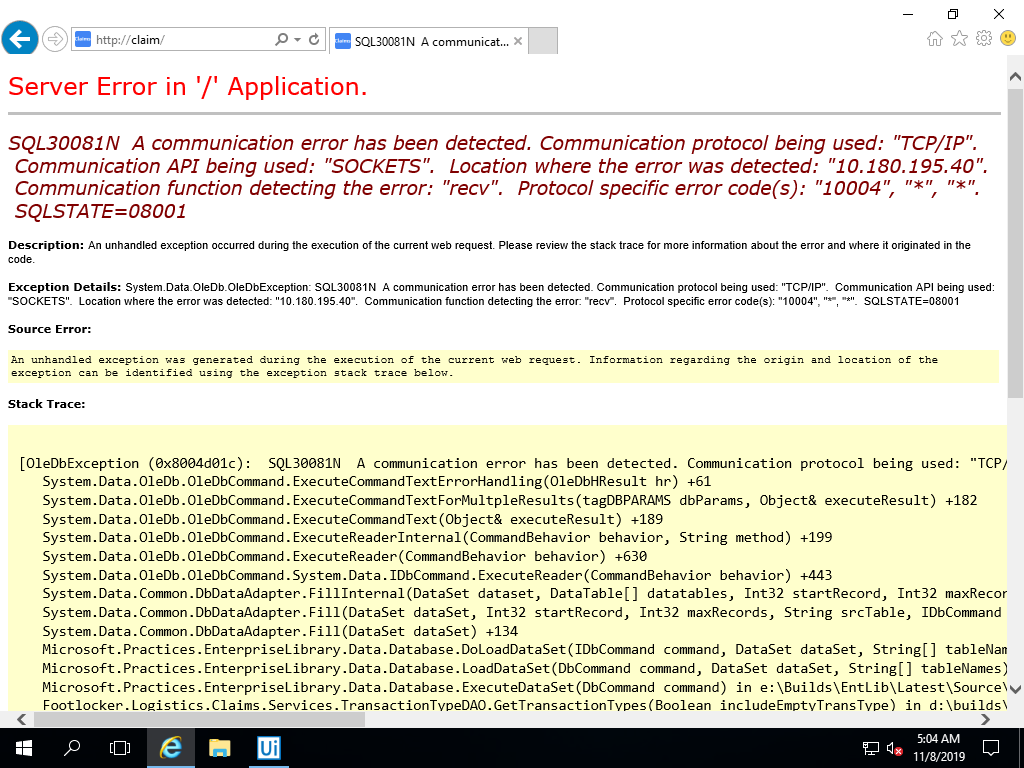 http://claim/
SQL30081N  A communicat...
Server Error in '/' Application.
SQL30081N  A communication error has been detected. Communication protocol being used: "TCP/IP".
Communication API being used: "SOCKETS".  Location where the error was detected: "10.180.195.40".
Communication function detecting the error: "recv".  Protocol specific error code(s): "10004", "*", "*".
SQLSTATE=08001
Description: An unhandled exception occurred during the execution of the current web request. Please review the stack trace for more information about the error and where it originated in the
code.
Exception Details: System.Data.OleDb.OleDbException: SQL30081N  A communication error has been detected. Communication protocol being used: "TCP/IP".  Communication API being used:
"SOCKETS".  Location where the error was detected: "10.180.195.40".  Communication function detecting the error: "recv".  Protocol specific error code(s): "10004", "*", "*".  SQLSTATE=08001
Source Error:
An unhandled exception was generated during the execution of the current web request. Information regarding the origin and location of the
exception can be identified using the exception stack trace below.
Stack Trace:
[OleDbException (0x8004d01c):  SQL30081N  A communication error has been detected. Communication protocol being used: "TCP/
System.Data.OleDb.OleDbCommand.ExecuteCommandTextErrorHandling(OleDbHResult hr) +61
System.Data.OleDb.OleDbCommand.ExecuteCommandTextForMultpleResults(tagDBPARAMS dbParams, Object& executeResult) +182
System.Data.OleDb.OleDbCommand.ExecuteCommandText(Object& executeResult) +189
System.Data.OleDb.OleDbCommand.ExecuteReaderInternal(CommandBehavior behavior, String method) +199
System.Data.OleDb.OleDbCommand.ExecuteReader(CommandBehavior behavior) +630
System.Data.OleDb.OleDbCommand.System.Data.IDbCommand.ExecuteReader(CommandBehavior behavior) +443
System.Data.Common.DbDataAdapter.FillInternal(DataSet dataset, DataTable[] datatables, Int32 startRecord, Int32 maxRecor
System.Data.Common.DbDataAdapter.Fill(DataSet dataSet, Int32 startRecord, Int32 maxRecords, String srcTable, IDbCommand
System.Data.Common.DbDataAdapter.Fill(DataSet dataSet) +134
Microsoft.Practices.EnterpriseLibrary.Data.Database.DoLoadDataSet(IDbCommand command, DataSet dataSet, String[] tableNam
Microsoft.Practices.EnterpriseLibrary.Data.Database.LoadDataSet(DbCommand command, DataSet dataSet, String[] tableNames)
Microsoft.Practices.EnterpriseLibrary.Data.Database.ExecuteDataSet(DbCommand command) in e:\Builds\EntLib\Latest\Source\
Footlocker.Logistics.Claims.Services.TransactionTypeDAO.GetTransactionTypes(Boolean includeEmptyTransType) in d:\builds\
Ui
5:04 AM
11/8/2019